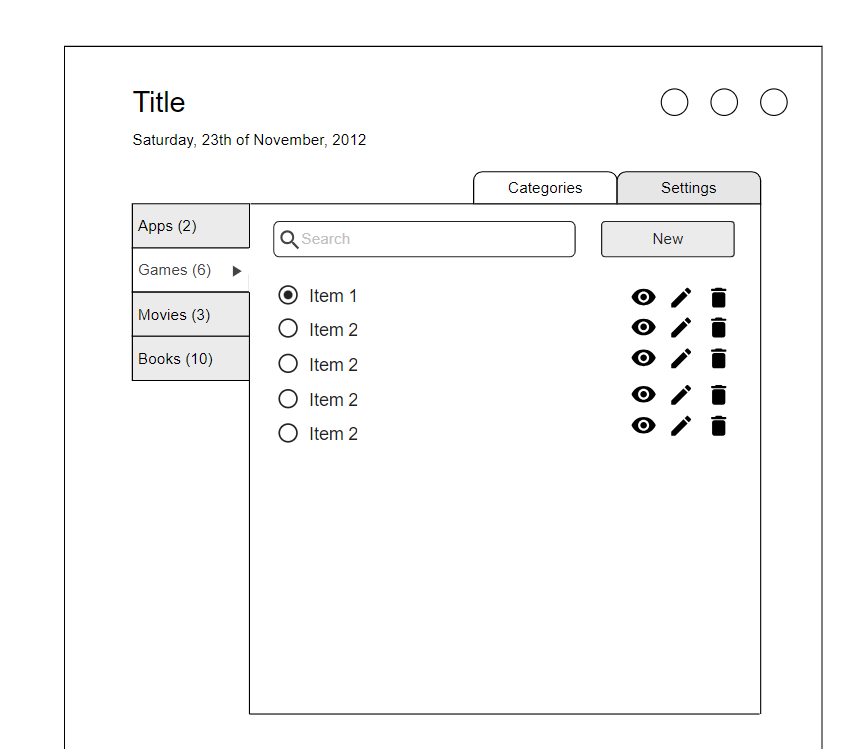 Title
Saturday, 23th of November, 2012
Categories
Settings
Apps (2)
Games (6)
Movies (3)
Books (10)
Search
New
Item 1
Item 2
Item 2
Item 2
Item 2